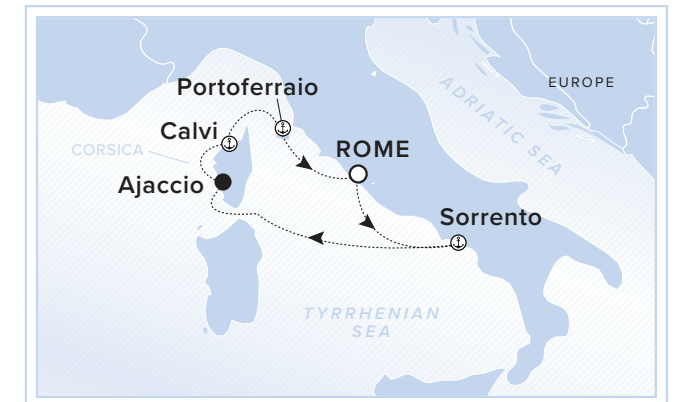 EUROPE
ADRIATIC SEA
Portoferraio
Calvi
CORSICA
ROME
Ajaccio
Sorrento
TYRRHENIAN
SEA